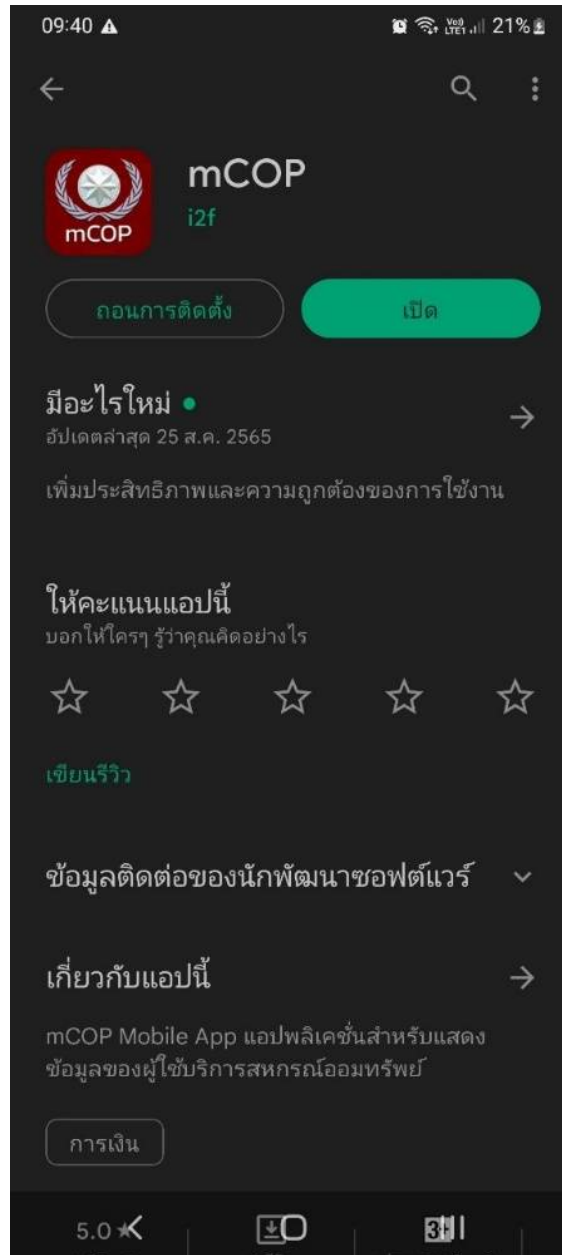 09:40
Vo)) LTE1 21%
mCOP
mCOP
i2f
ถอนการติดตั้ง
เปิด
มีอะไรใหม่
อัปเดตล่าสุด 25 ส.ค. 2565
เพิ่มประสิทธิภาพและความถูกต้องของการใช้งาน
ให้คะแนนแอปนี้
บอกให้ใครๆ รู้ว่าคุณคิดอย่างไร
เขียนรีวิว
ข้อมูลติดต่อของนักพัฒนาซอฟต์แวร์
เกี่ยวกับแอปนี้
mCOP Mobile App แอปพลิเคชั่นสำหรับแสดง
ข้อมูลของผู้ใช้บริการสหกรณ์ออมทรัพย์
การเงิน
5.0★ 3+